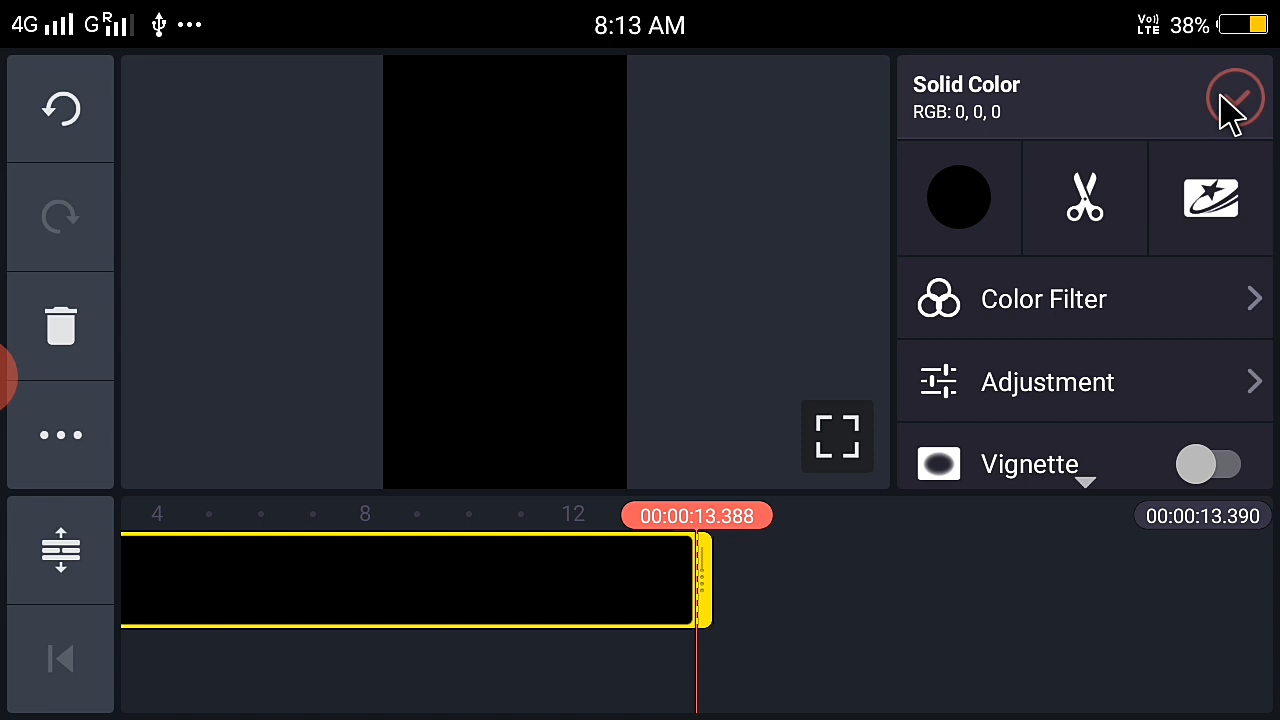 4G G R 8:13 AM Vo)) LTE 38%
Solid Color
RGB: 0, 0, 0
Color Filter
Adjustment
Vignette
4 8 12 00:00:13.388 00:00:13.390